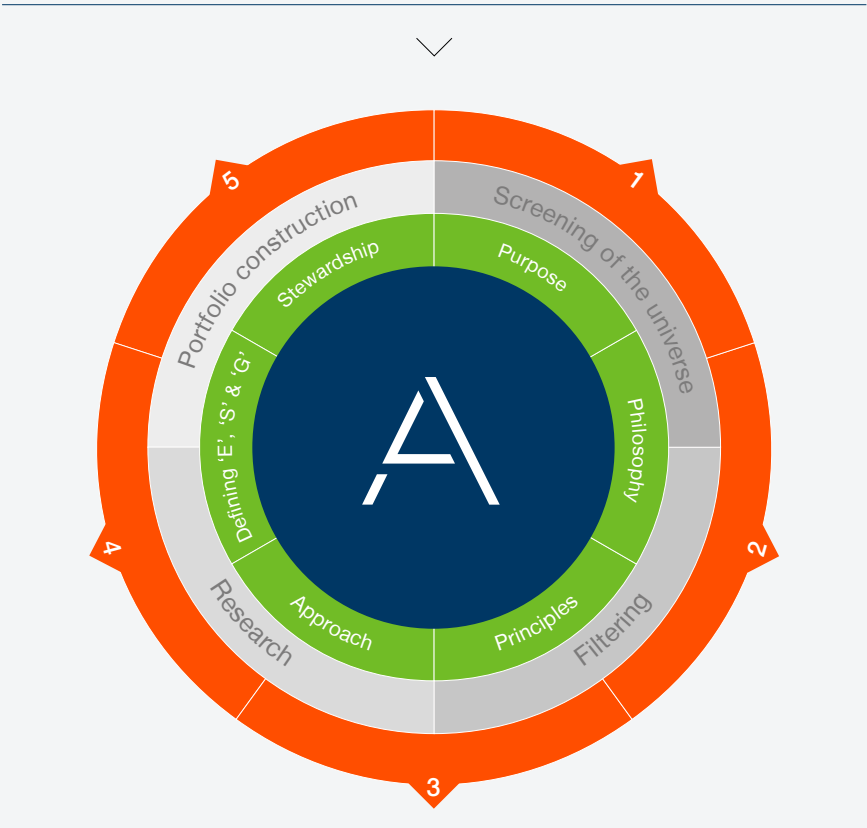 1
2
3
4
5
Screening of the universe
Filtering
Research
Portfolio construction
Purpose
Philosophy
Principles
Approach
Defining ‘E’, ‘S’ & ‘G’
Stewardship
A